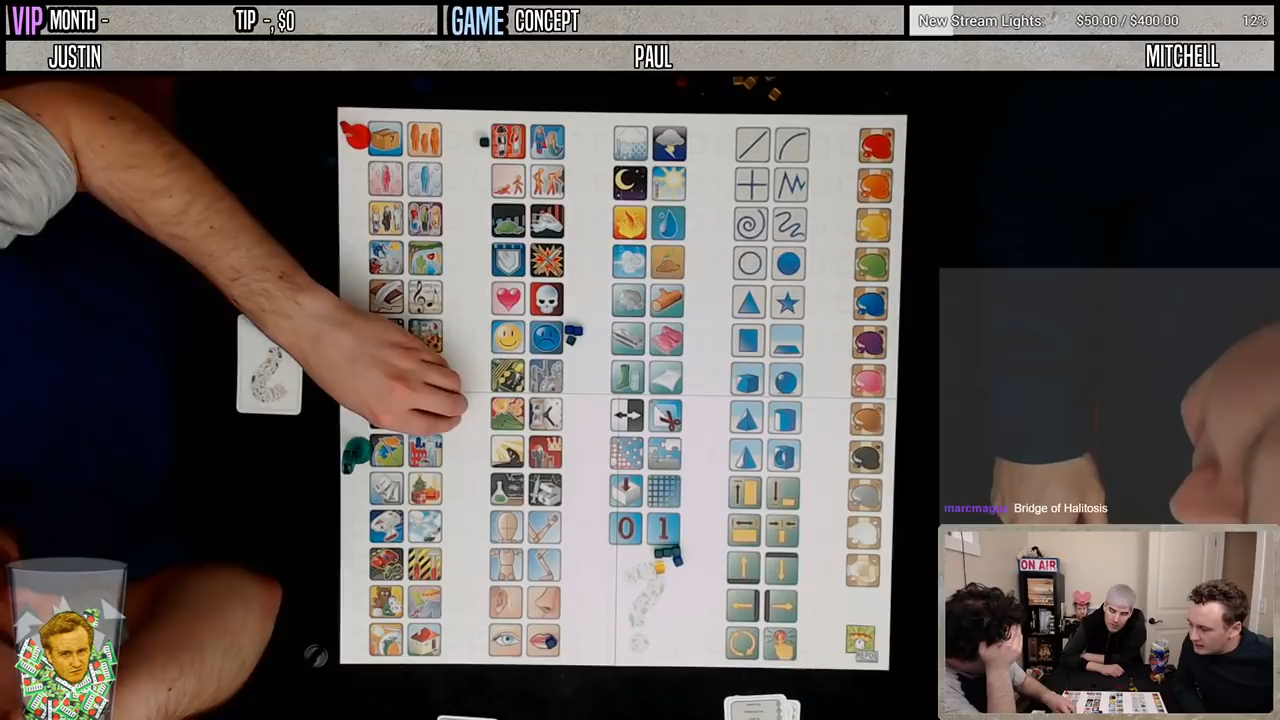 VIP MONTH -
TIP -, $0
GAME CONCEPT
New Stream Lights: $50.00 / $400.00 12%
JUSTIN
PAUL
MITCHELL
0 1
marcmagus Bridge of Halitosis
ON AIR
REPOS